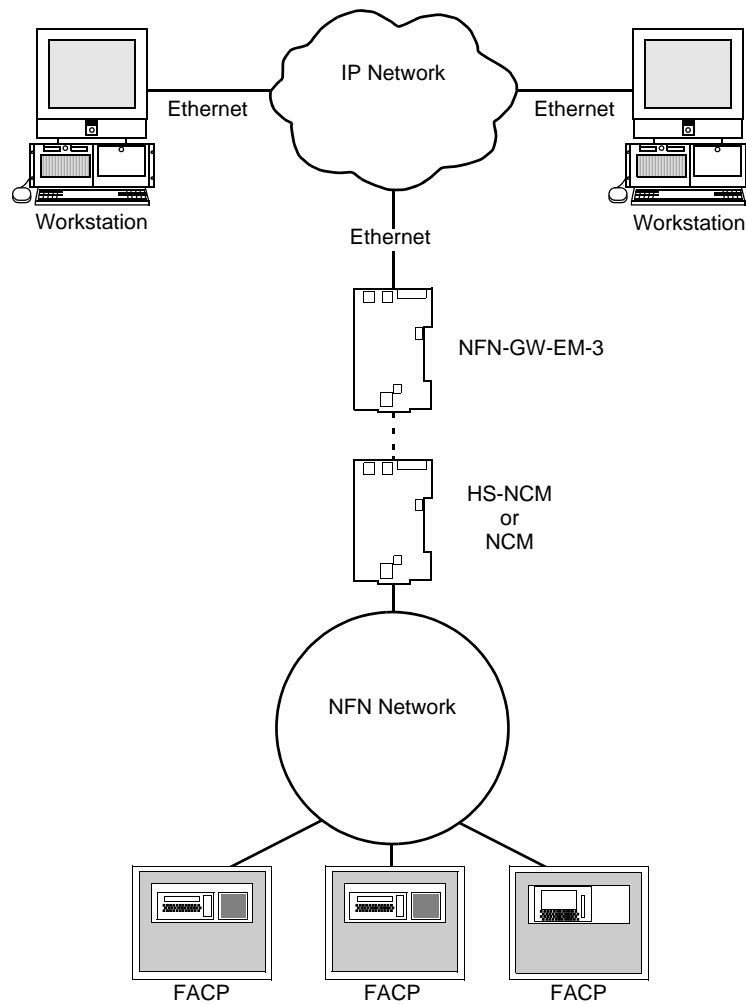 IP Network
Ethernet
Ethernet
Workstation
Workstation
Ethernet
NFN-GW-EM-3
HS-NCM
or
NCM
NFN Network
FACP
FACP
FACP